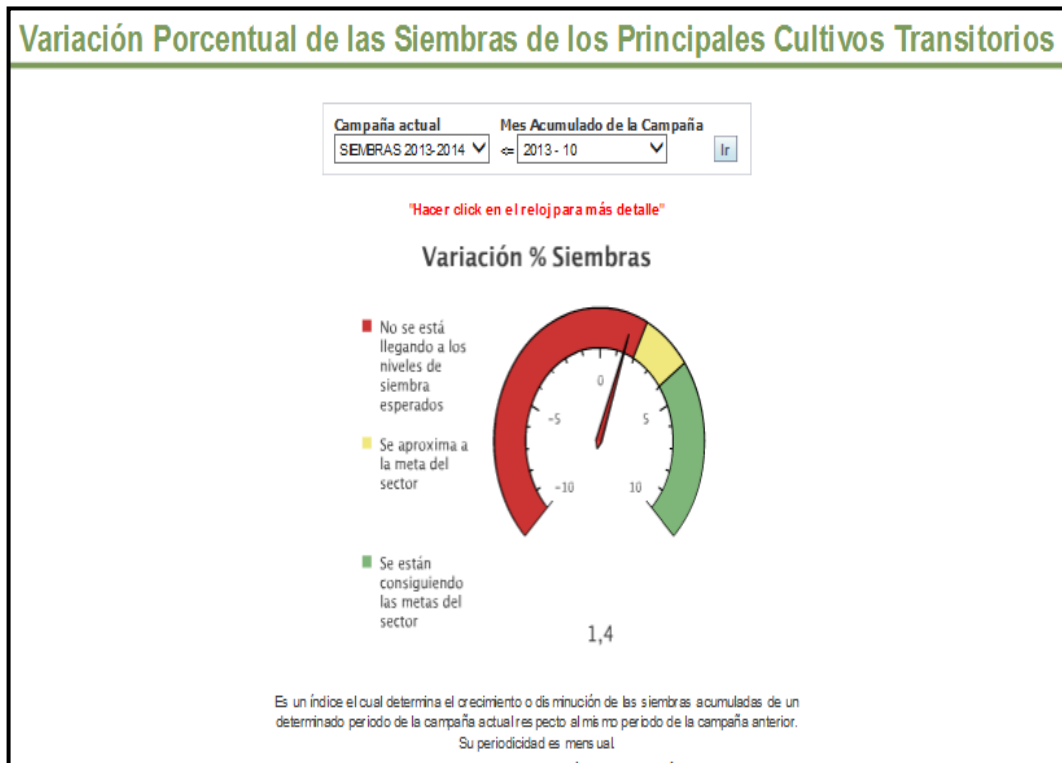 Variación Porcentual de las Siembras de los Principales Cultivos Transitorios
Campaña actual
Mes Acumulado de la Campaña
SIEMBRAS 2013-2014
<= 2013 - 10
Ir
"Hacer click en el reloj para más detalle"
Variación % Siembras
No se está
llegando a los
niveles de
siembra
esperados
Se aproxima a
la meta del
sector
Se están
consiguiendo
las metas del
sector
-10
-5
0
5
10
1,4
Es un índice el cual determina el crecimiento o disminución de las siembras acumuladas de un
determinado periodo de la campaña actual respecto al mismo periodo de la campaña anterior.
Su periodicidad es mensual